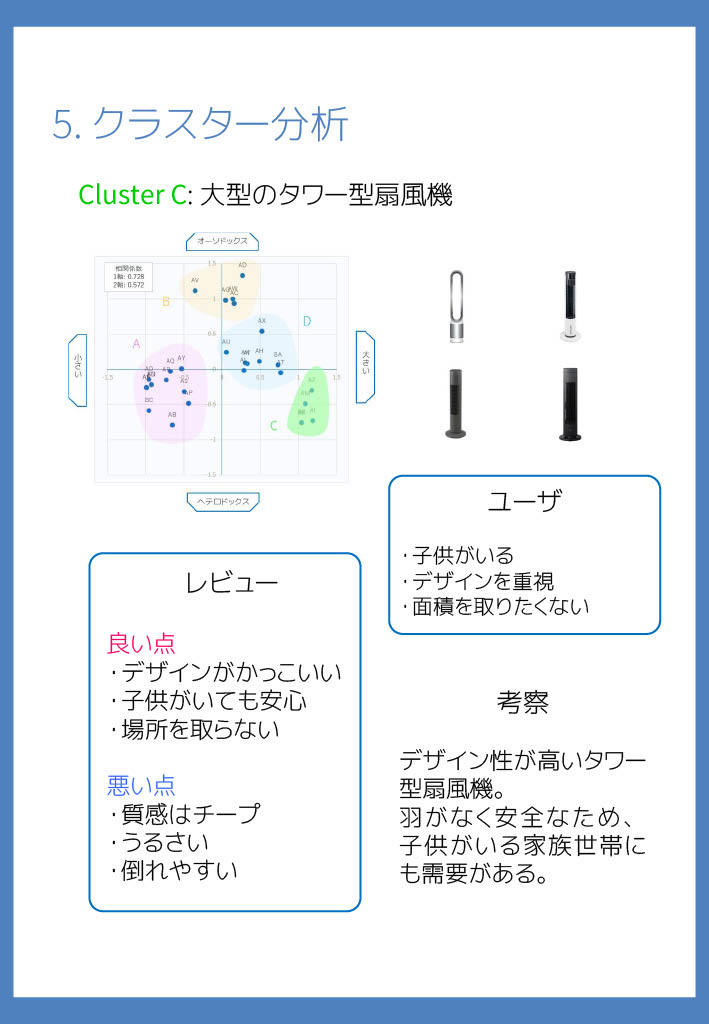 5. クラスター分析
Cluster C: 大型のタワー型扇風機
オーソドックス
相関係数
1軸: 0.728
2軸: 0.572
1.5
AD
AV
1
B
D
0.5
AX
AU
AH
BA
A
AQ
AY
小さい
大きい
-1.5
0
0.5
1.5
AZ
AP
-0.5
BC
AB
C
-1
-1.5
ヘテロドックス
ユーザ
・子供がいる
・デザインを重視
・面積を取りたくない
レビュー
良い点
・デザインがかっこいい
・子供がいても安心
・場所を取らない
悪い点
・質感はチープ
・うるさい
・倒れやすい
考察
デザイン性が高いタワー
型扇風機。
羽がなく安全なため、
子供がいる家族世帯に
も需要がある。